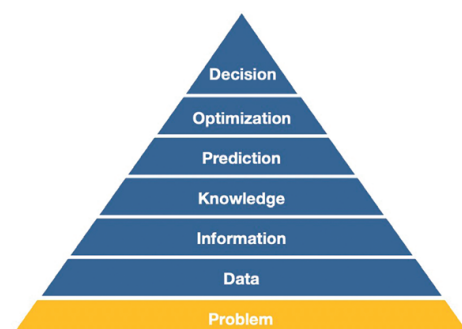 Decision
Optimization
Prediction
Knowledge
Information
Data
Problem